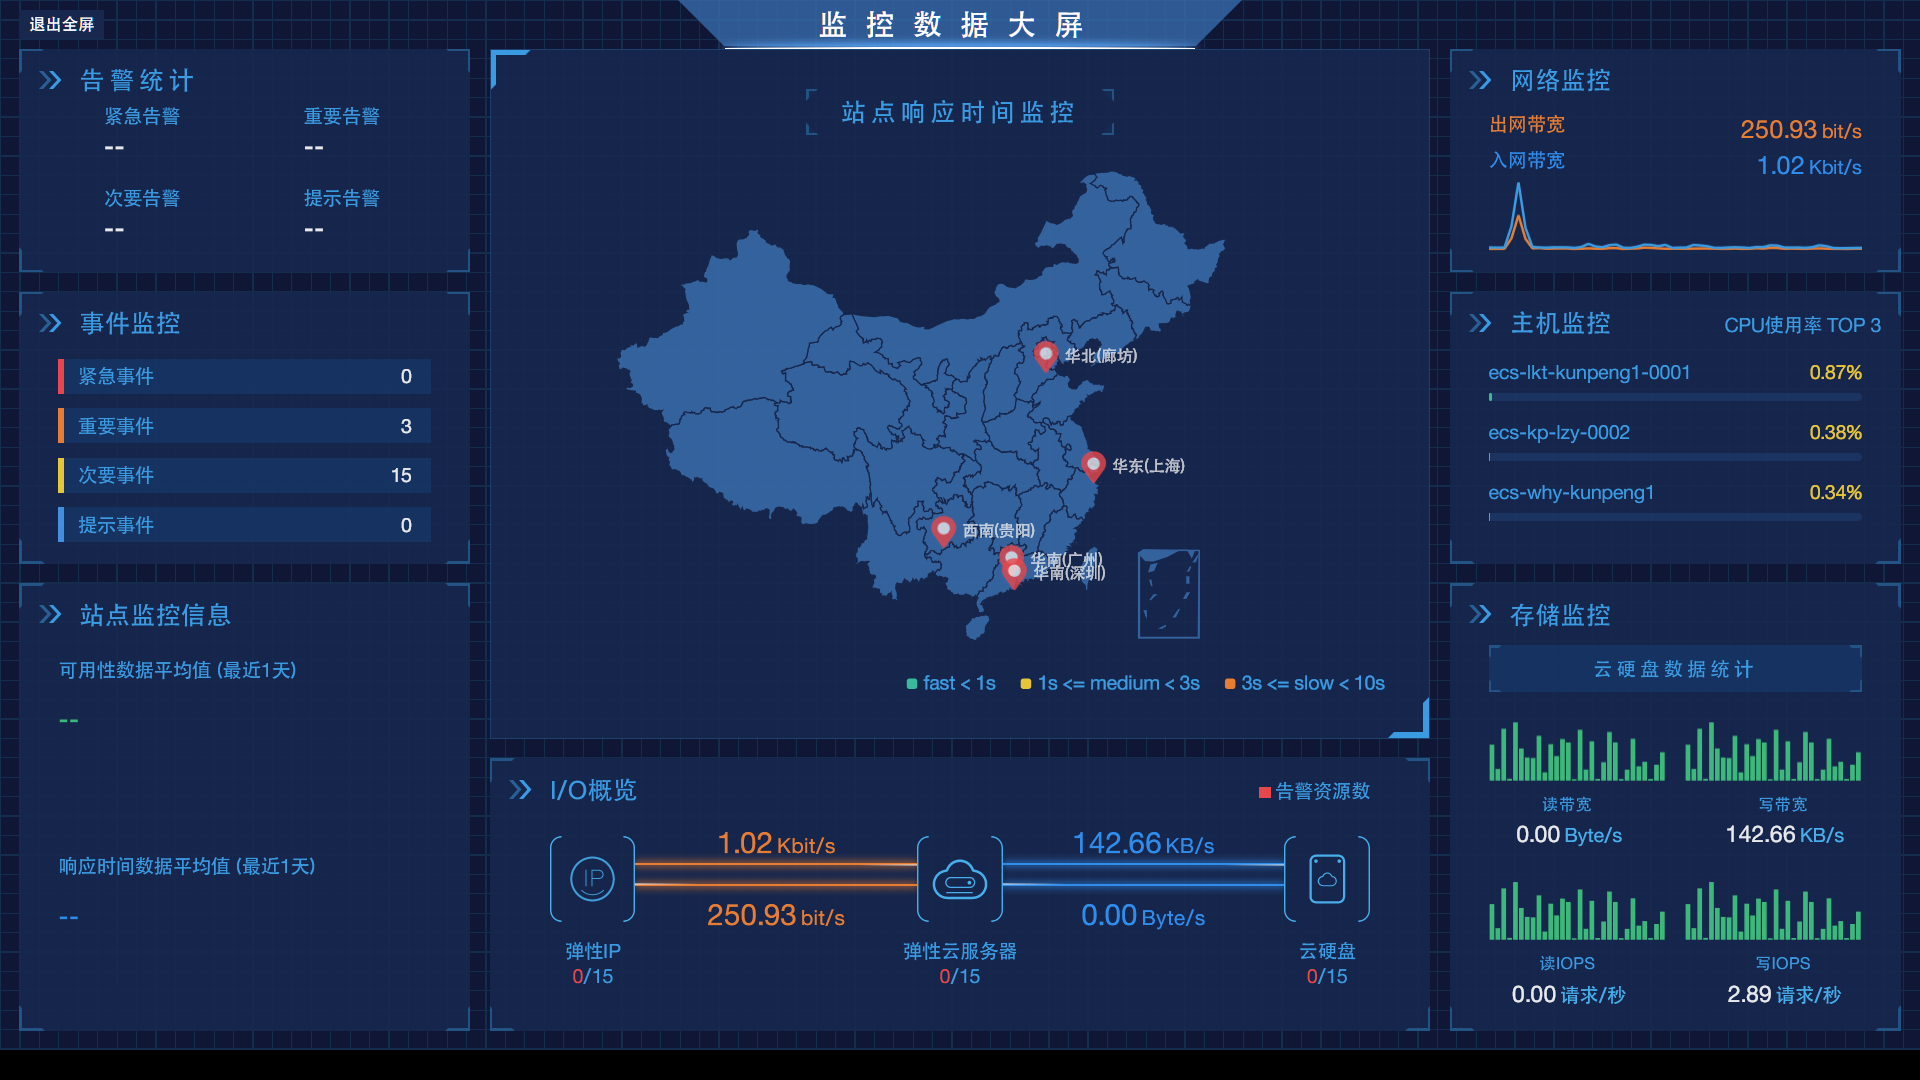 退出全屏
监控数据大屏
告警统计
紧急告警
重要告警
--
--
次要告警
提示告警
--
--
事件监控
紧急事件 0
重要事件 3
次要事件 15
提示事件 0
站点监控信息
可用性数据平均值 (最近1天)
--
响应时间数据平均值 (最近1天)
--
站点响应时间监控
华北(廊坊)
华东(上海)
西南(贵阳)
华南(广州)
华南(深圳)
fast < 1s
1s <= medium < 3s
3s <= slow < 10s
I/O概览
告警资源数
1.02 Kbit/s
142.66 KB/s
IP
250.93 bit/s
0.00 Byte/s
弹性IP
0/15
弹性云服务器
0/15
云硬盘
0/15
网络监控
出网带宽 250.93 bit/s
入网带宽 1.02 Kbit/s
主机监控
CPU使用率 TOP 3
ecs-lkt-kunpeng1-0001 0.87%
ecs-kp-lzy-0002 0.38%
ecs-why-kunpeng1 0.34%
存储监控
云硬盘数据统计
读带宽
0.00 Byte/s
写带宽
142.66 KB/s
读IOPS
0.00 请求/秒
写IOPS
2.89 请求/秒